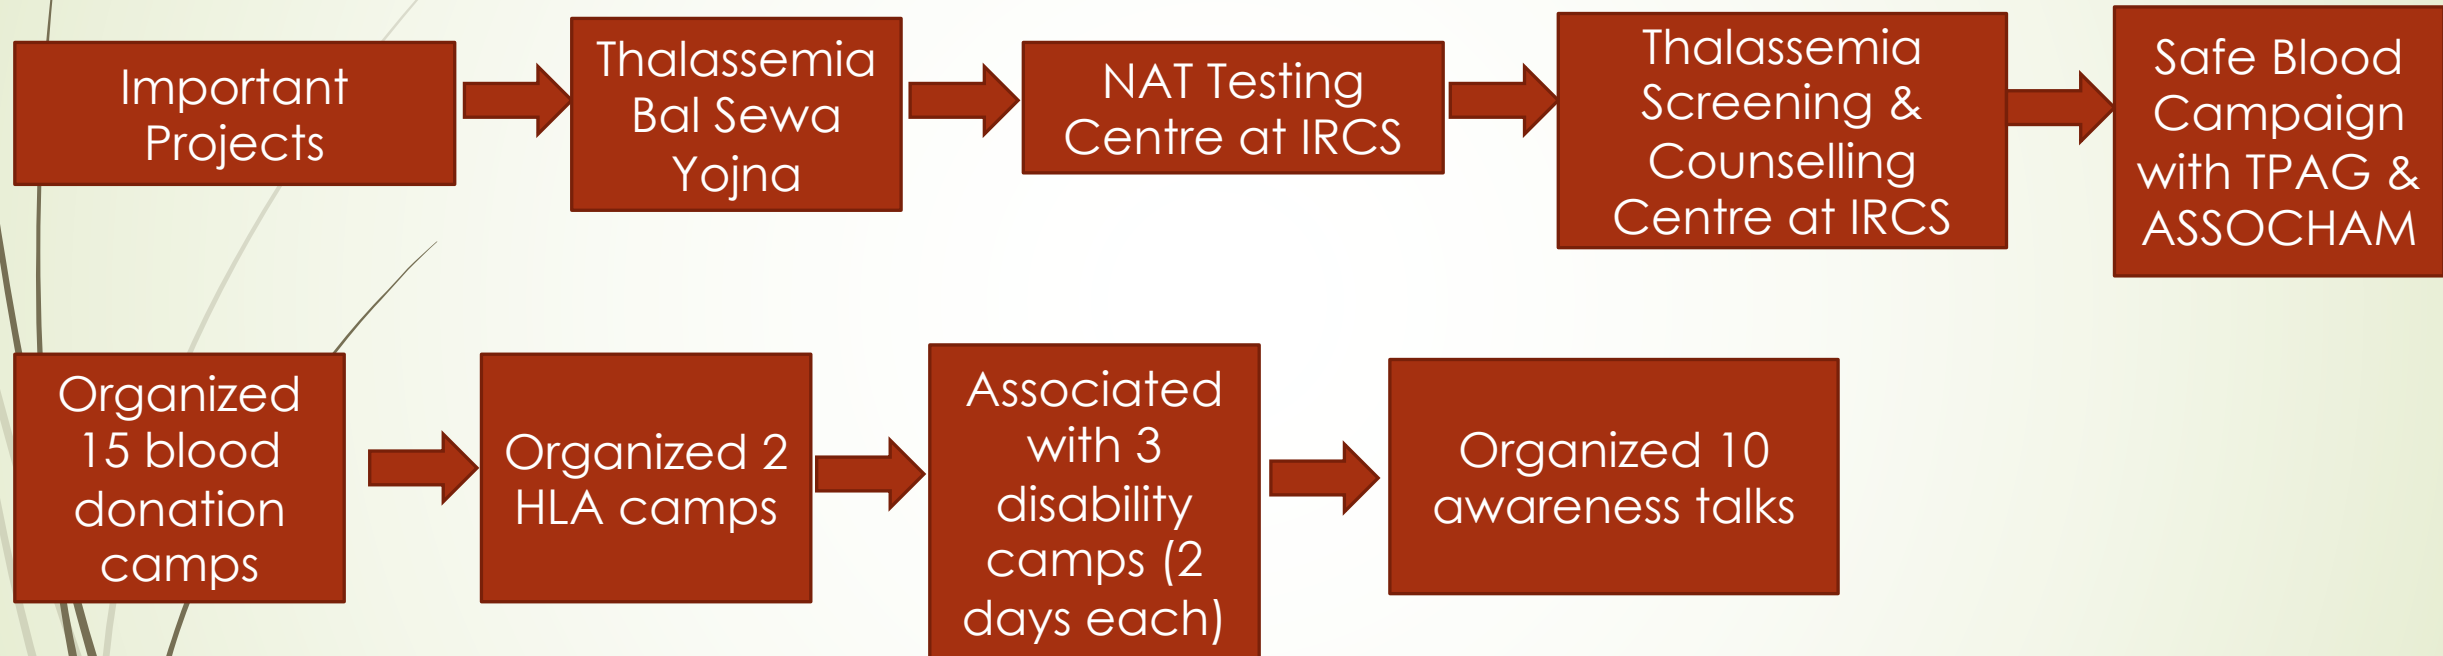 Important
Projects
Thalassemia
Bal Sewa
Yojna
NAT Testing
Centre at IRCS
Thalassemia
Screening &
Counselling
Centre at IRCS
Safe Blood
Campaign
with TPAG &
ASSOCHAM
Organized
15 blood
donation
camps
Organized 2
HLA camps
Associated
with 3
disability
camps (2
days each)
Organized 10
awareness talks